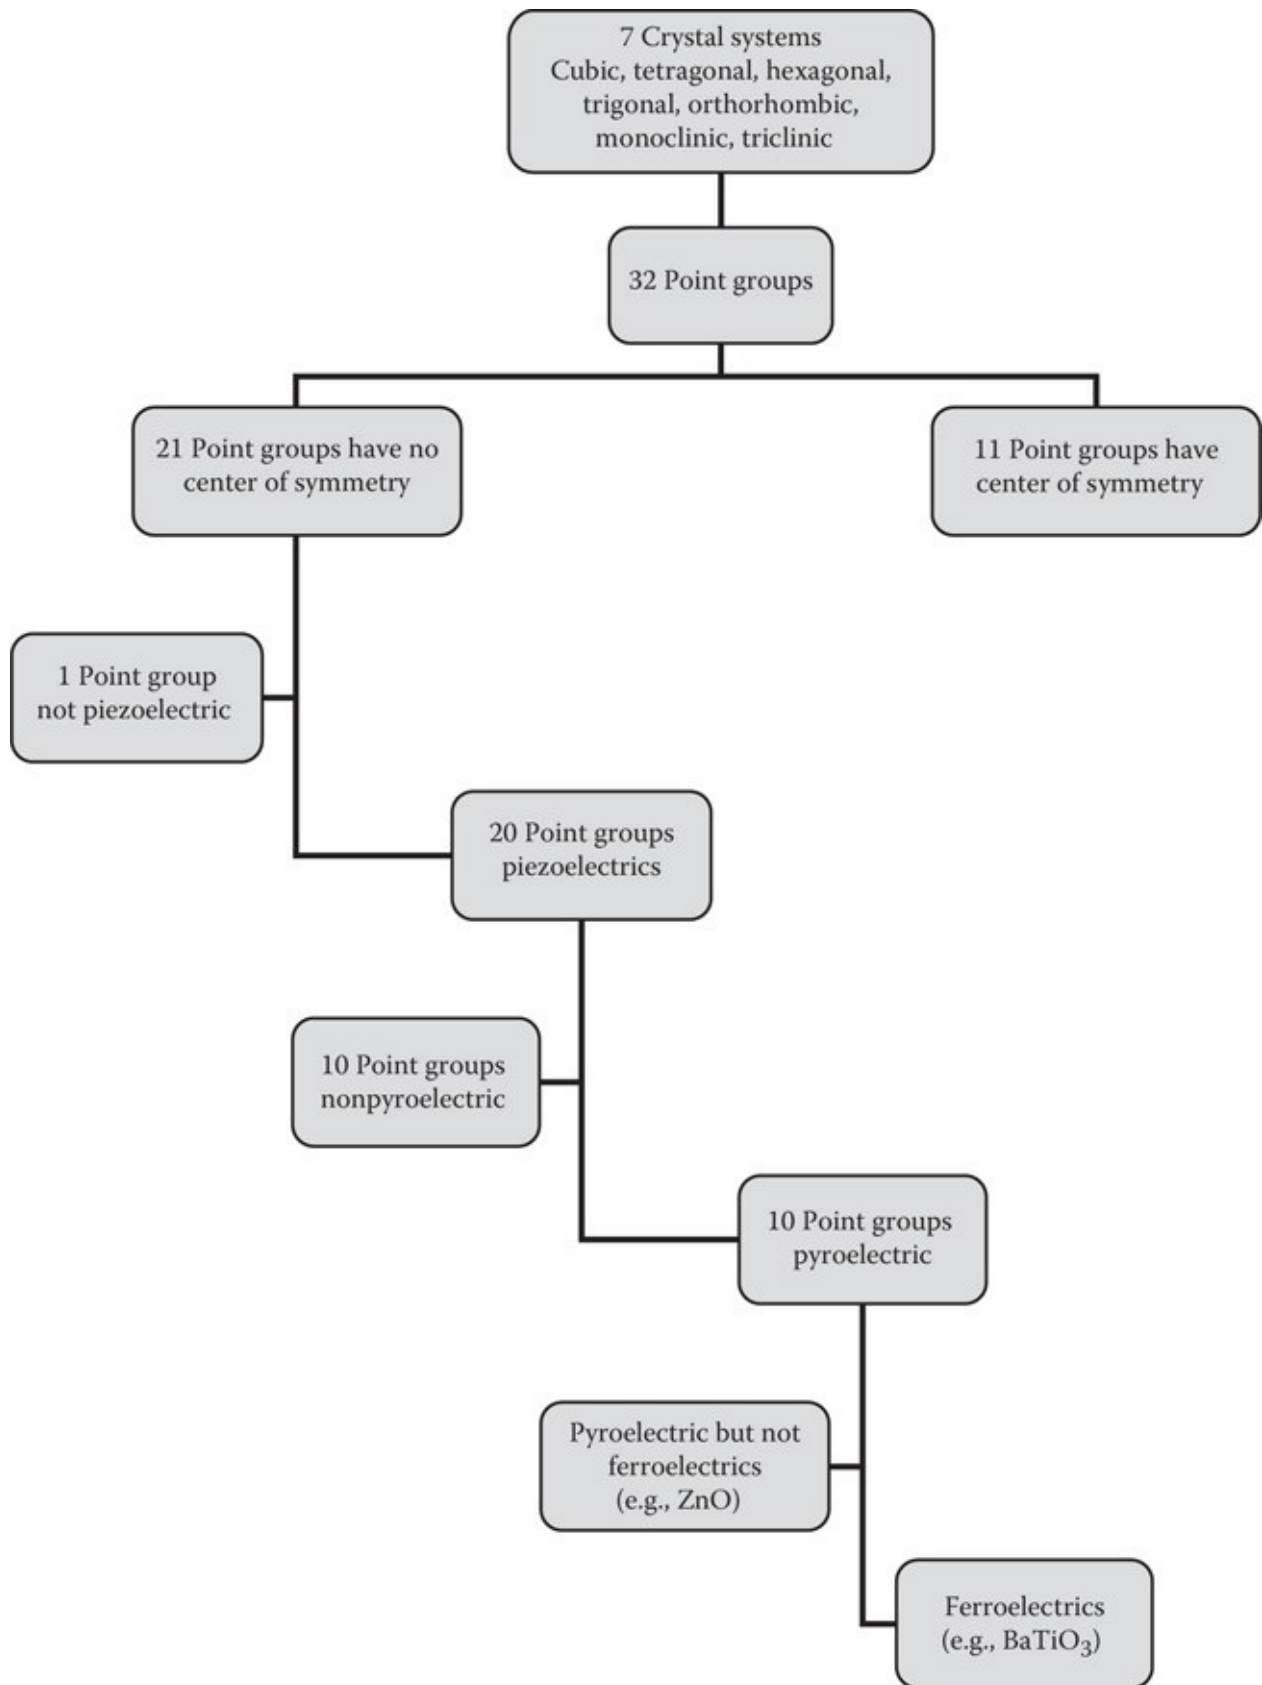 7 Crystal systems
Cubic, tetragonal, hexagonal,
trigonal, orthorhombic,
monoclinic, triclinic
32 Point groups
21 Point groups have no
center of symmetry
11 Point groups have
center of symmetry
1 Point group
not piezoelectric
20 Point groups
piezoelectrics
10 Point groups
nonpyroelectric
10 Point groups
pyroelectric
Pyroelectric but not
ferroelectrics
(e.g., ZnO)
Ferroelectrics
(e.g., BaTiO₃)